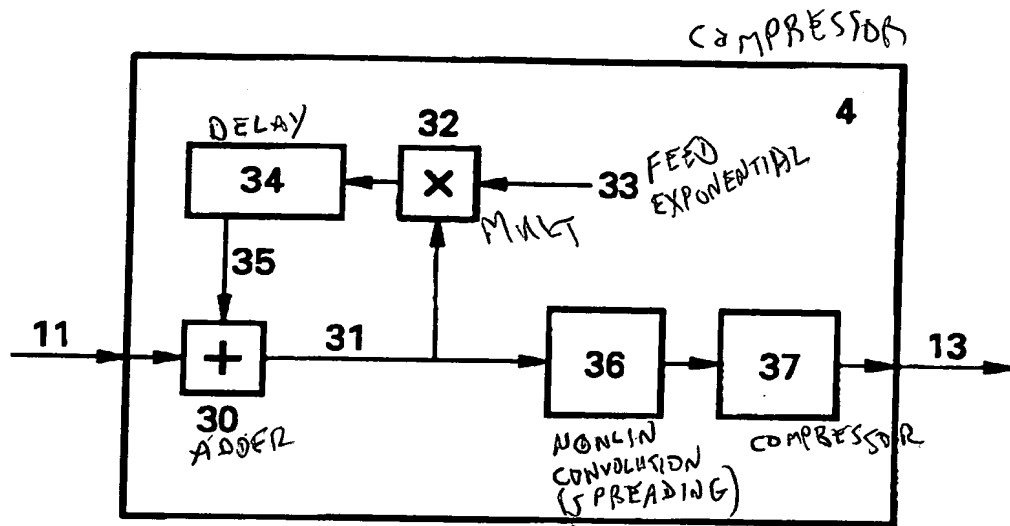 COMPRESSOR
4
DELAY
32
34
×
33
FEED
EXPONENTIAL
MULT
35
11
+
31
36
37
13
30
ADDER
NONLIN
CONVOLUTION
(SPREADING)
COMPRESSOR